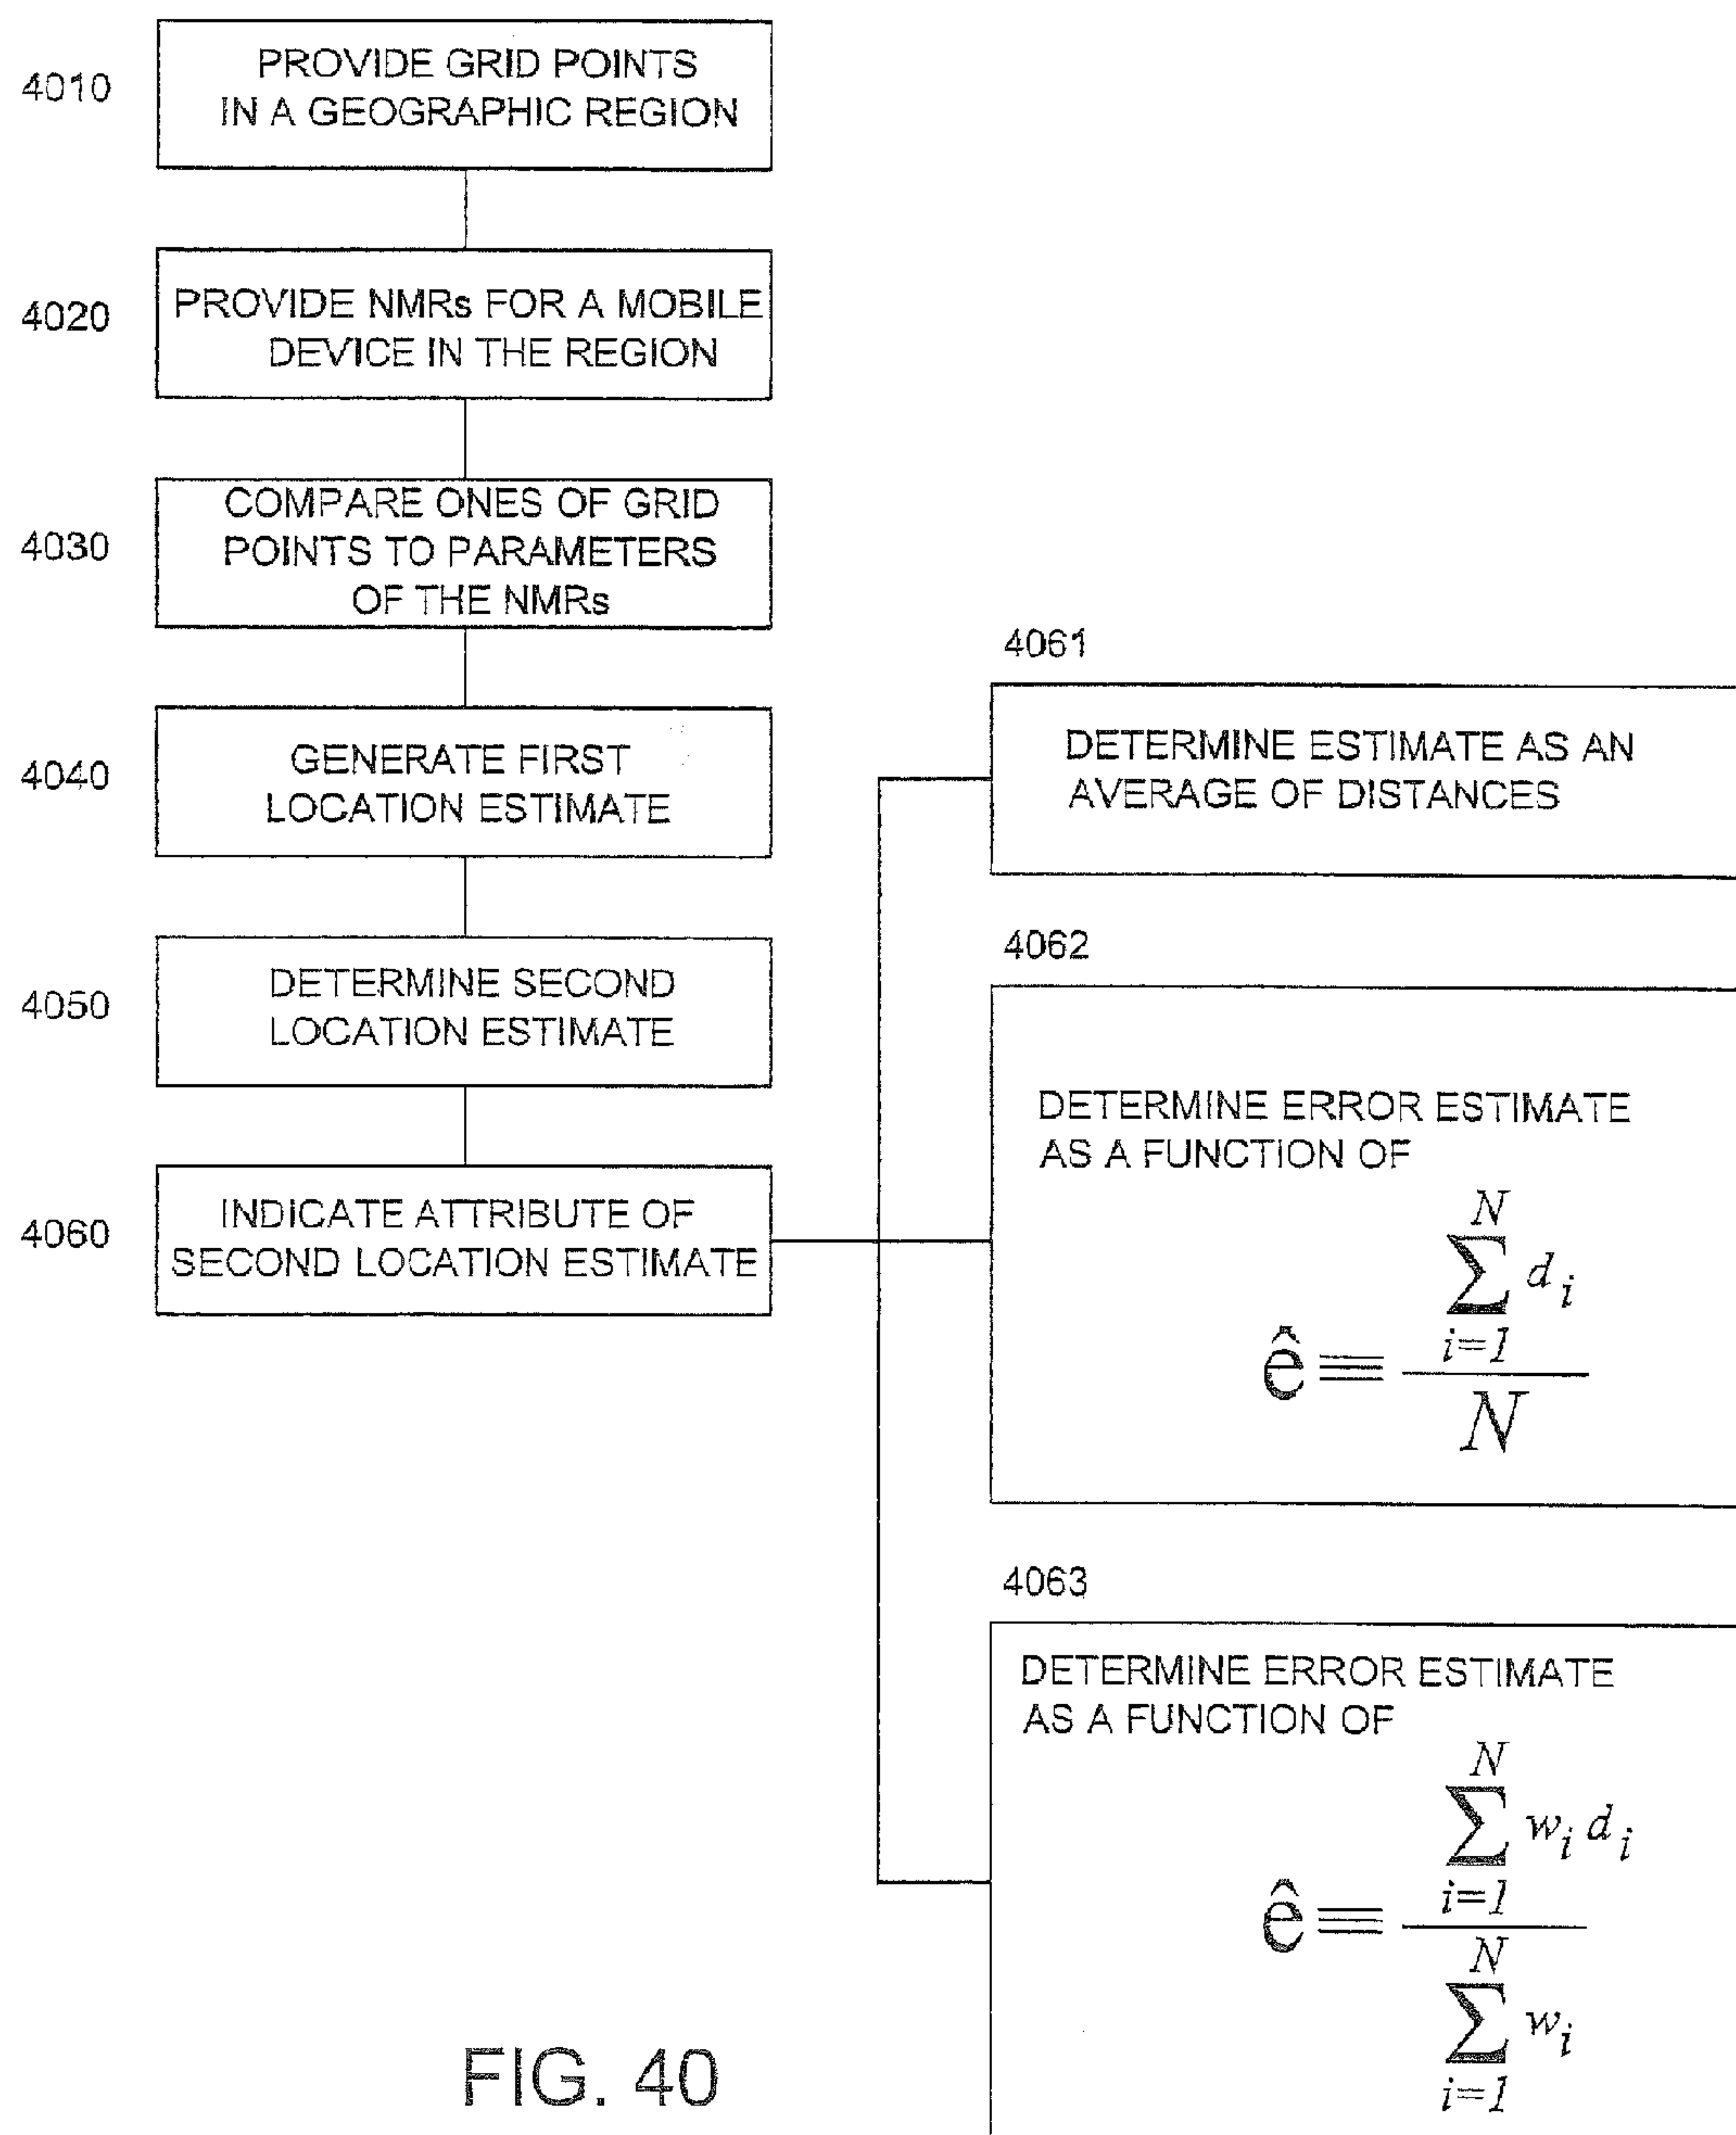 4010
PROVIDE GRID POINTS
IN A GEOGRAPHIC REGION
4020
PROVIDE NMRs FOR A MOBILE
DEVICE IN THE REGION
4030
COMPARE ONES OF GRID
POINTS TO PARAMETERS
OF THE NMRs
4040
GENERATE FIRST
LOCATION ESTIMATE
4050
DETERMINE SECOND
LOCATION ESTIMATE
4060
INDICATE ATTRIBUTE OF
SECOND LOCATION ESTIMATE
4061
DETERMINE ESTIMATE AS AN
AVERAGE OF DISTANCES
4062
DETERMINE ERROR ESTIMATE
AS A FUNCTION OF
N
∑ d_i
i=1
ê ≡
N
4063
DETERMINE ERROR ESTIMATE
AS A FUNCTION OF
N
∑ w_i d_i
i=1
ê ≡
N
∑ w_i
i=1
FIG. 40